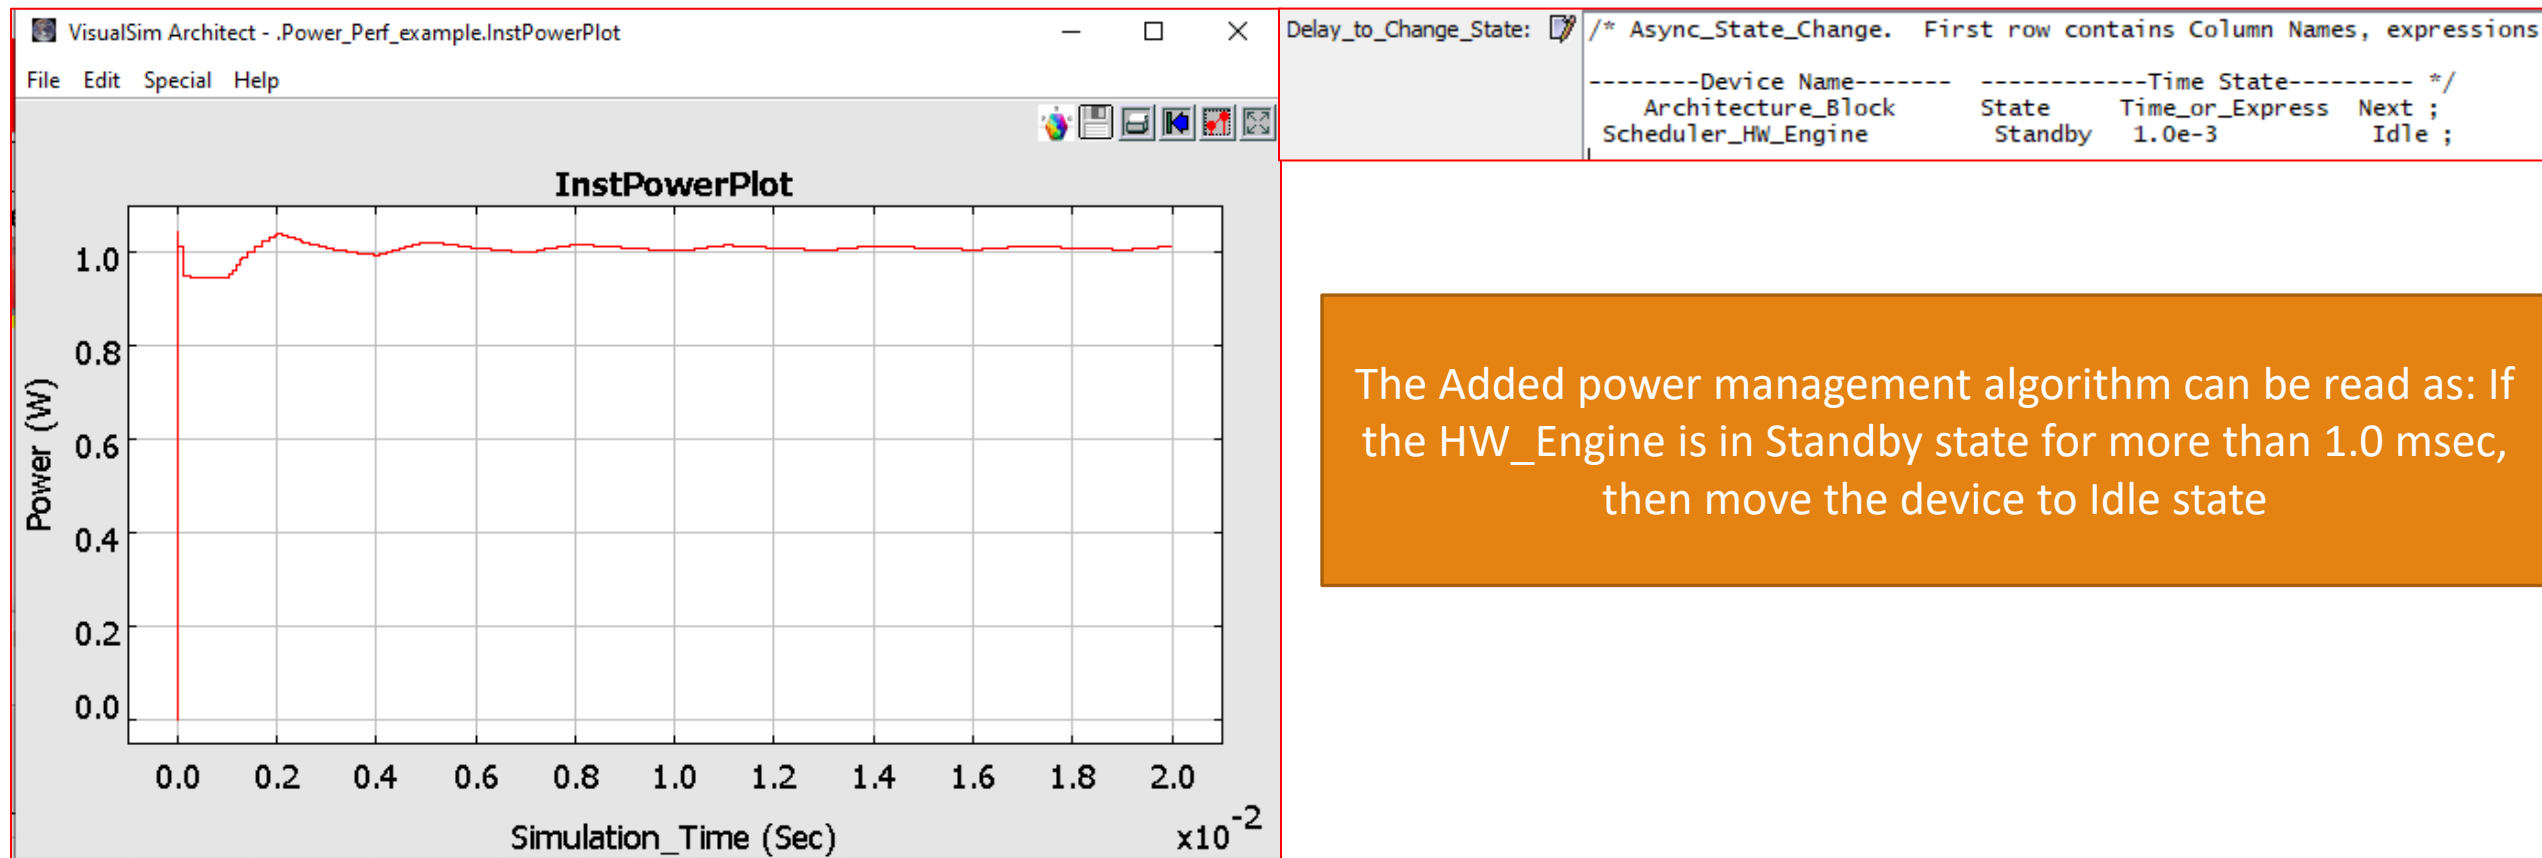 VisualSim Architect - .Power_Perf_example.InstPowerPlot
File Edit Special Help
InstPowerPlot
1.0
0.8
0.6
0.4
0.2
0.0
Power (W)
0.0 0.2 0.4 0.6 0.8 1.0 1.2 1.4 1.6 1.8 2.0
Simulation_Time (Sec)
x10-2
Delay_to_Change_State:
/* Async_State_Change. First row contains Column Names, expressions
--------Device Name------- ------------Time State--------- */
Architecture_Block State Time_or_Express Next ;
Scheduler_HW_Engine Standby 1.0e-3 Idle ;
The Added power management algorithm can be read as: If
the HW_Engine is in Standby state for more than 1.0 msec,
then move the device to Idle state